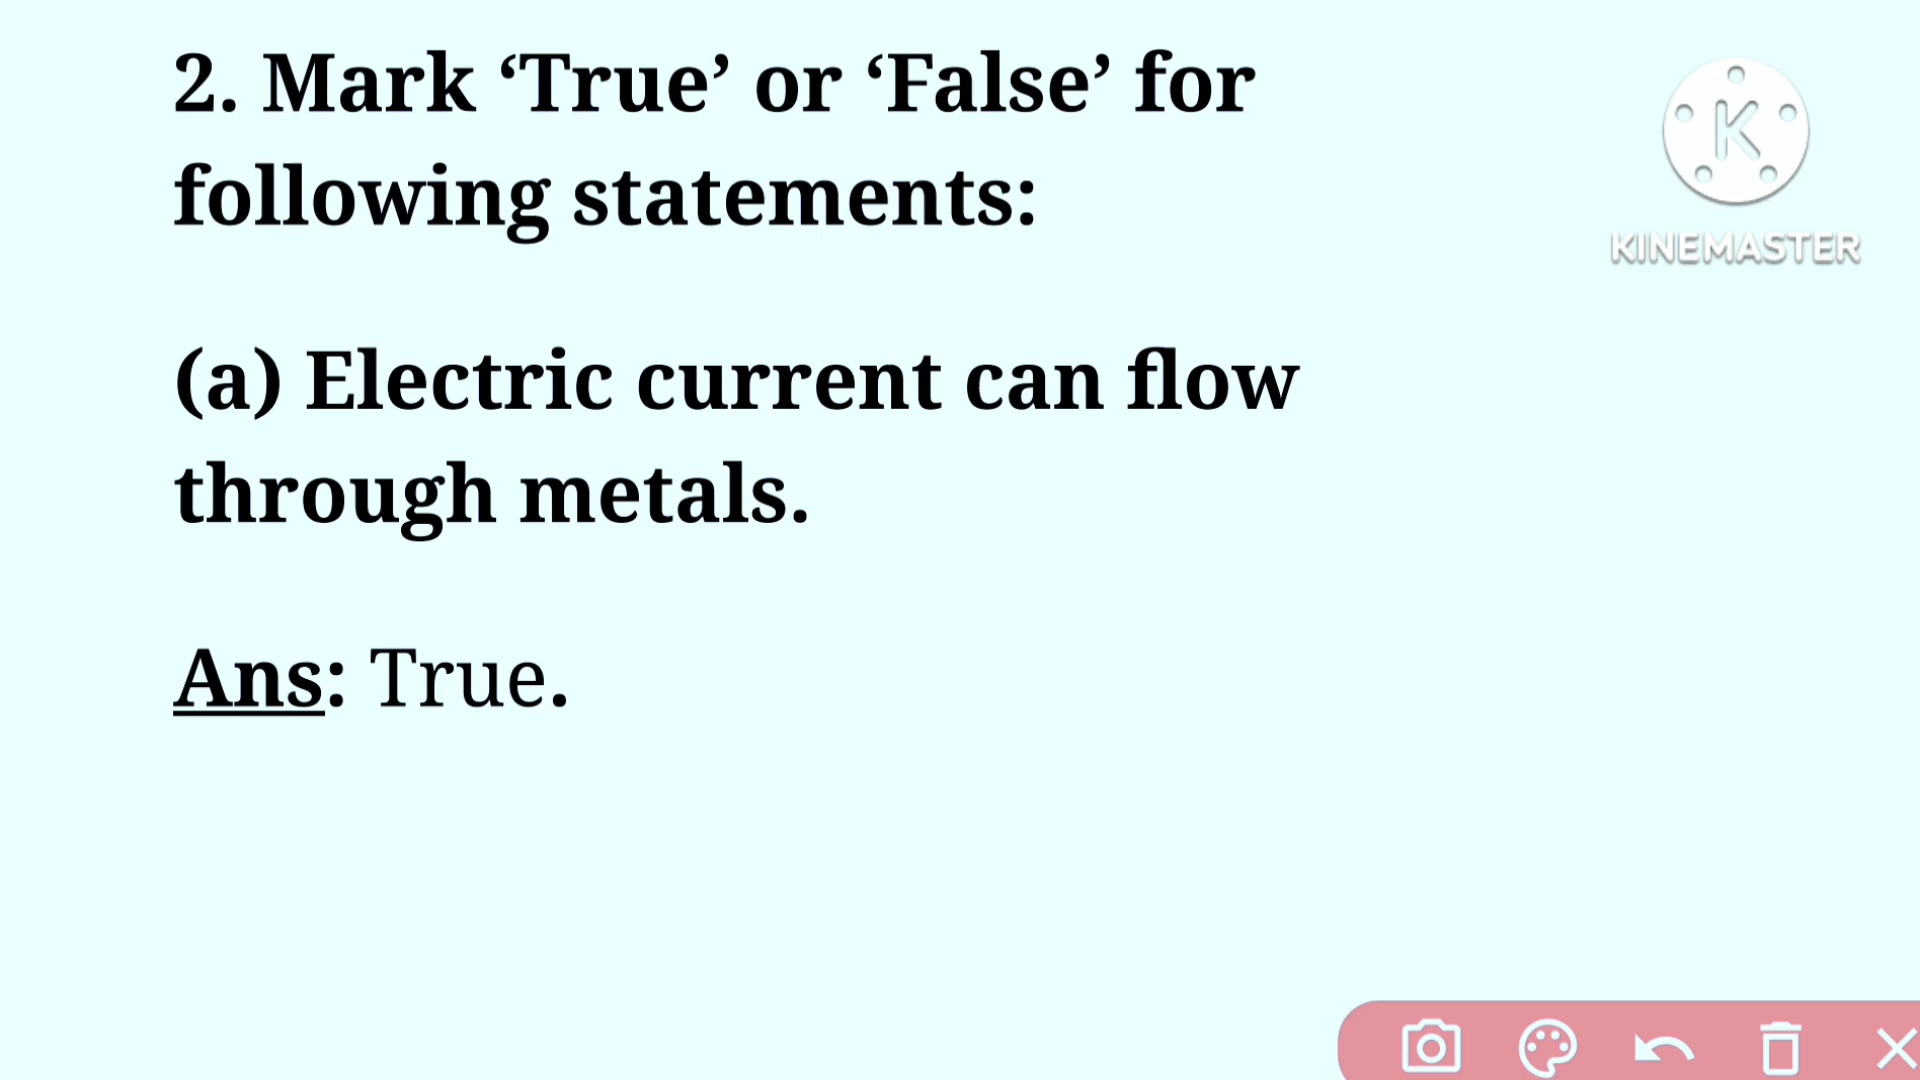 2. Mark ‘True’ or ‘False’ for
following statements:
(a) Electric current can flow
through metals.
Ans: True.
K
KINEMASTER